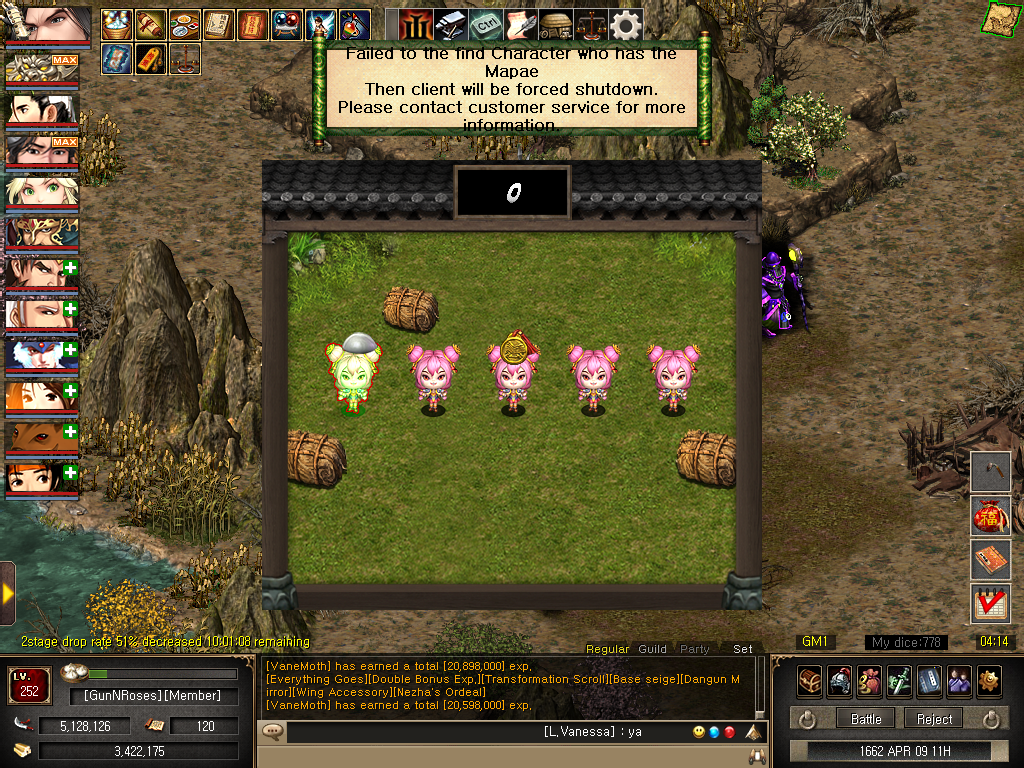 Ctrl
MAX
MAX
Failed to the find Character who has the
Mapae
Then client will be forced shutdown.
Please contact customer service for more
information.
0
2stage drop rate 51% decreased 10:01:08 remaining
Regular Guild Party Set
GM1
My dice:778
04:14
LV.
252
[GunNRoses][Member]
5,128,126
120
3,422,175
[VaneMoth] has earned a total [20,898,000] exp,
[Everything Goes][Double Bonus Exp,][Transformation Scroll][Base seige][Dangun M
irror][Wing Accessory][Nezha's Ordeal]
[VaneMoth] has earned a total [20,598,000] exp,
[L,Vanessa] : ya
Battle
Reject
1662 APR 09 11H